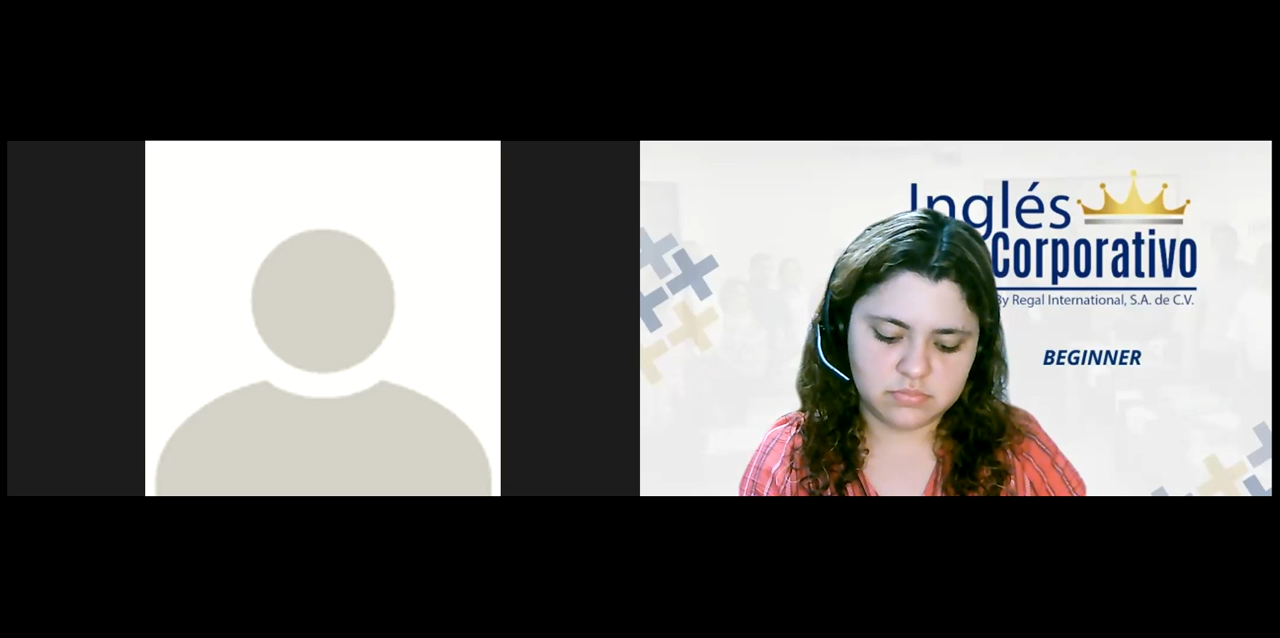 Inglés
Corporativo
By Regal International, S.A. de C.V.
BEGINNER